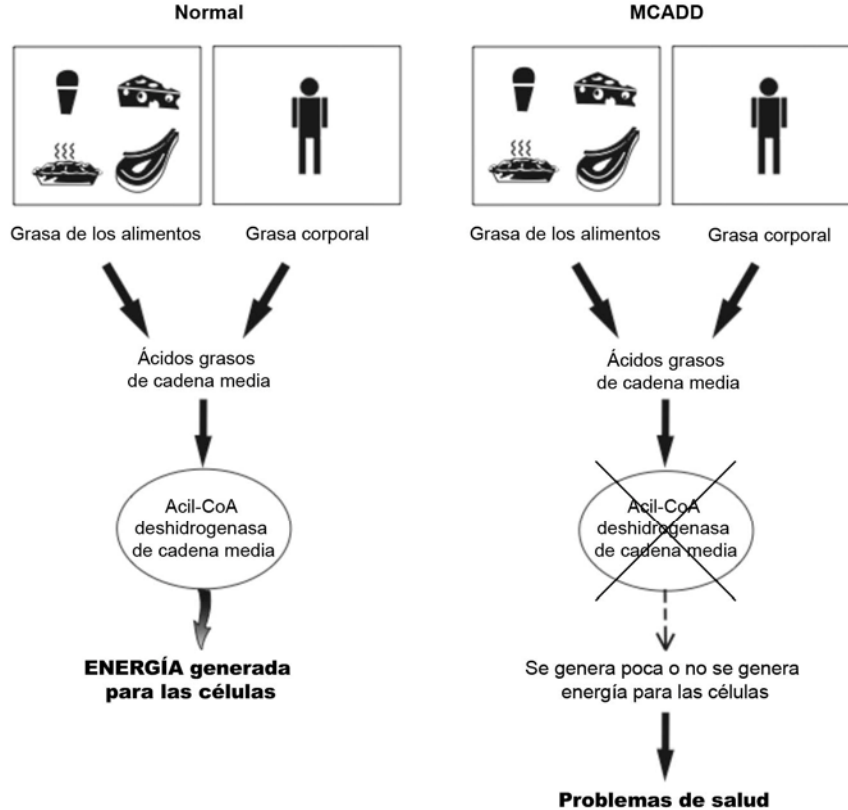 Normal
Grasa de los alimentos
Grasa corporal
Ácidos grasos
de cadena media
Acil-CoA
deshidrogenasa
de cadena media
ENERGÍA generada
para las células
MCADD
Grasa de los alimentos
Grasa corporal
Ácidos grasos
de cadena media
Acil-CoA
deshidrogenasa
de cadena media
Se genera poca o no se genera
energía para las células
Problemas de salud